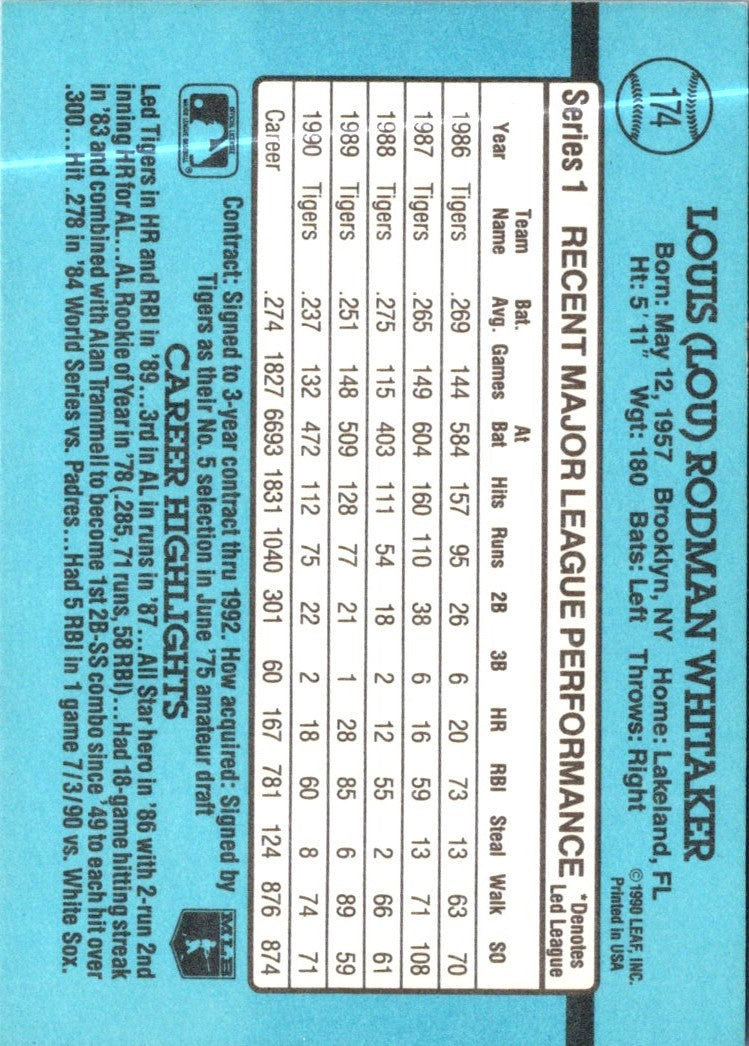 174
LOUIS (LOU) RODMAN WHITAKER
Born: May 12, 1957 Brooklyn, NY Home: Lakeland, FL
Ht: 5'11" Wgt: 180 Bats: Left Throws: Right
©1990 LEAF, INC.
Printed in USA
Series 1 RECENT MAJOR LEAGUE PERFORMANCE *Denotes
Led League
Team Bat. At
Year Name Avg. Games Bat Hits Runs 2B 3B HR RBI Steal Walk SO
1986 Tigers .269 144 584 157 95 26 6 20 73 13 63 70
1987 Tigers .265 149 604 160 110 38 6 16 59 13 71 108
1988 Tigers .275 115 403 111 54 18 2 12 55 2 66 61
1989 Tigers .251 148 509 128 77 21 1 28 85 6 89 59
1990 Tigers .237 132 472 112 75 22 2 18 60 8 74 71
Career .274 1827 6693 1831 1040 301 60 167 781 124 876 874
OFFICIAL LICENSEE
MAJOR LEAGUE BASEBALL ®
Contract: Signed to 3-year contract thru 1992. How acquired: Signed by
Tigers as their No. 5 selection in June '75 amateur draft
MLB
CAREER HIGHLIGHTS
Led Tigers in HR and RBI in '89...3rd in AL in runs in '87...All Star hero in '86 with 2-run 2nd
inning HR for AL...AL Rookie of Year in '78 (.285, 71 runs, 58 RBI)...Had 18-game hitting streak
in '83 and combined with Alan Trammell to become 1st 2B-SS combo since '49 to each hit over
.300...Hit .278 in '84 World Series vs. Padres...Had 5 RBI in 1 game 7/3/90 vs. White Sox.